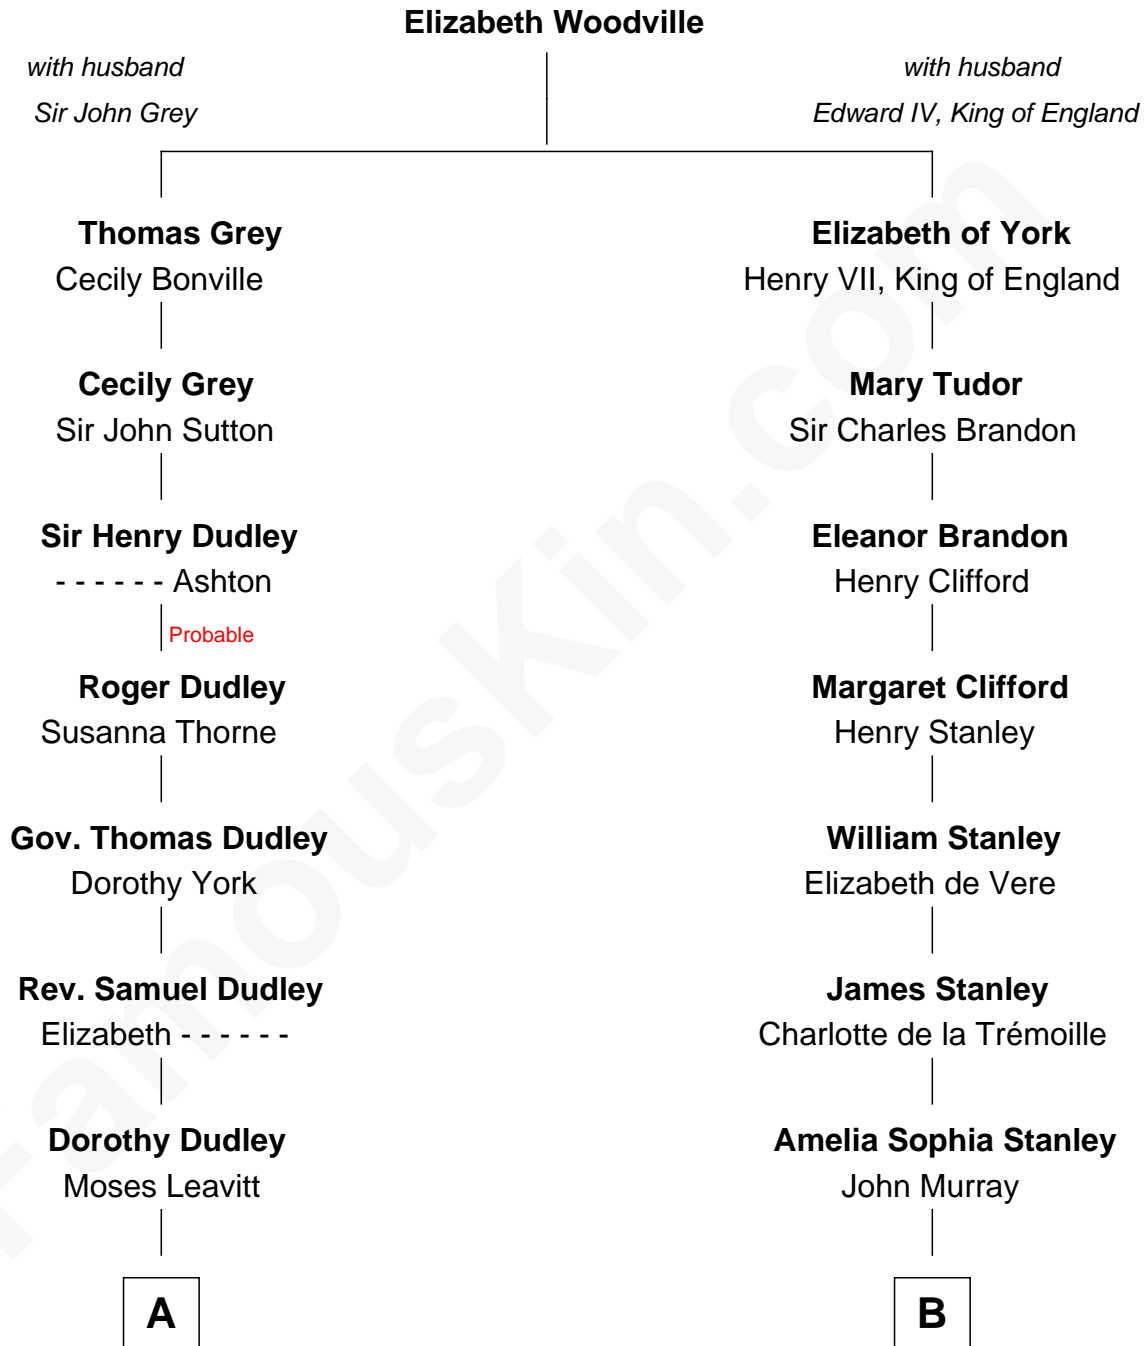 Elizabeth Woodville
with husband
Sir John Grey
with husband
Edward IV, King of England
Thomas Grey
Cecily Bonville
Elizabeth of York
Henry VII, King of England
Cecily Grey
Sir John Sutton
Mary Tudor
Sir Charles Brandon
Sir Henry Dudley
- - - - - - Ashton
Eleanor Brandon
Henry Clifford
Probable
Roger Dudley
Susanna Thorne
Margaret Clifford
Henry Stanley
Gov. Thomas Dudley
Dorothy York
William Stanley
Elizabeth de Vere
Rev. Samuel Dudley
Elizabeth - - - - - -
James Stanley
Charlotte de la Trémoille
Dorothy Dudley
Moses Leavitt
Amelia Sophia Stanley
John Murray
A
B
FamousKin.com